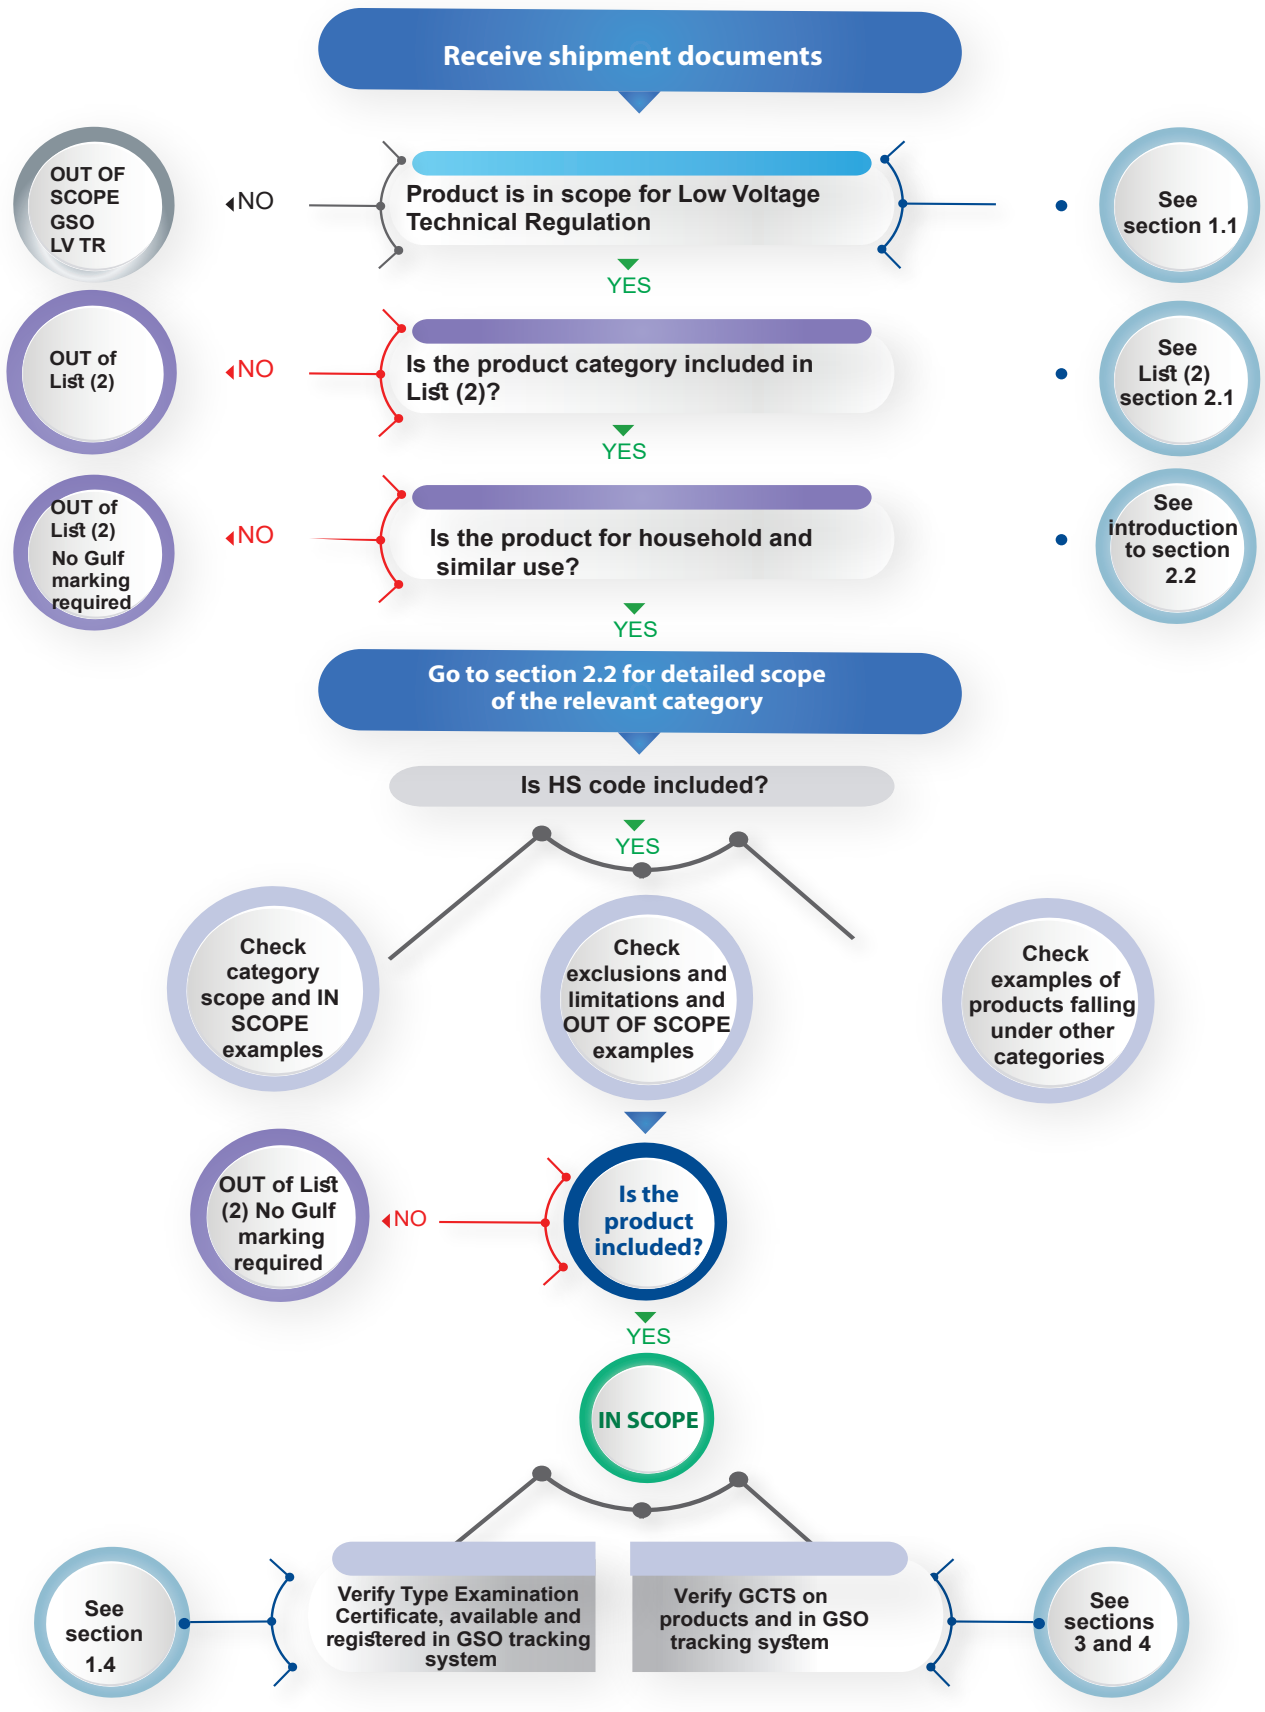 Receive shipment documents
OUT OF
SCOPE
GSO
LV TR
NO
Product is in scope for Low Voltage
Technical Regulation
See
section 1.1
YES
OUT of
List (2)
NO
Is the product category included in
List (2)?
See
List (2)
section 2.1
YES
OUT of
List (2)
No Gulf
marking
required
NO
Is the product for household and
similar use?
See
introduction
to section
2.2
YES
Go to section 2.2 for detailed scope
of the relevant category
Is HS code included?
YES
Check
category
scope and IN
SCOPE
examples
Check
exclusions and
limitations and
OUT OF SCOPE
examples
Check
examples of
products falling
under other
categories
OUT of List
(2) No Gulf
marking
required
NO
Is the
product
included?
YES
IN SCOPE
See
section
1.4
Verify Type Examination
Certificate, available and
registered in GSO tracking
system
Verify GCTS on
products and in GSO
tracking system
See
sections
3 and 4